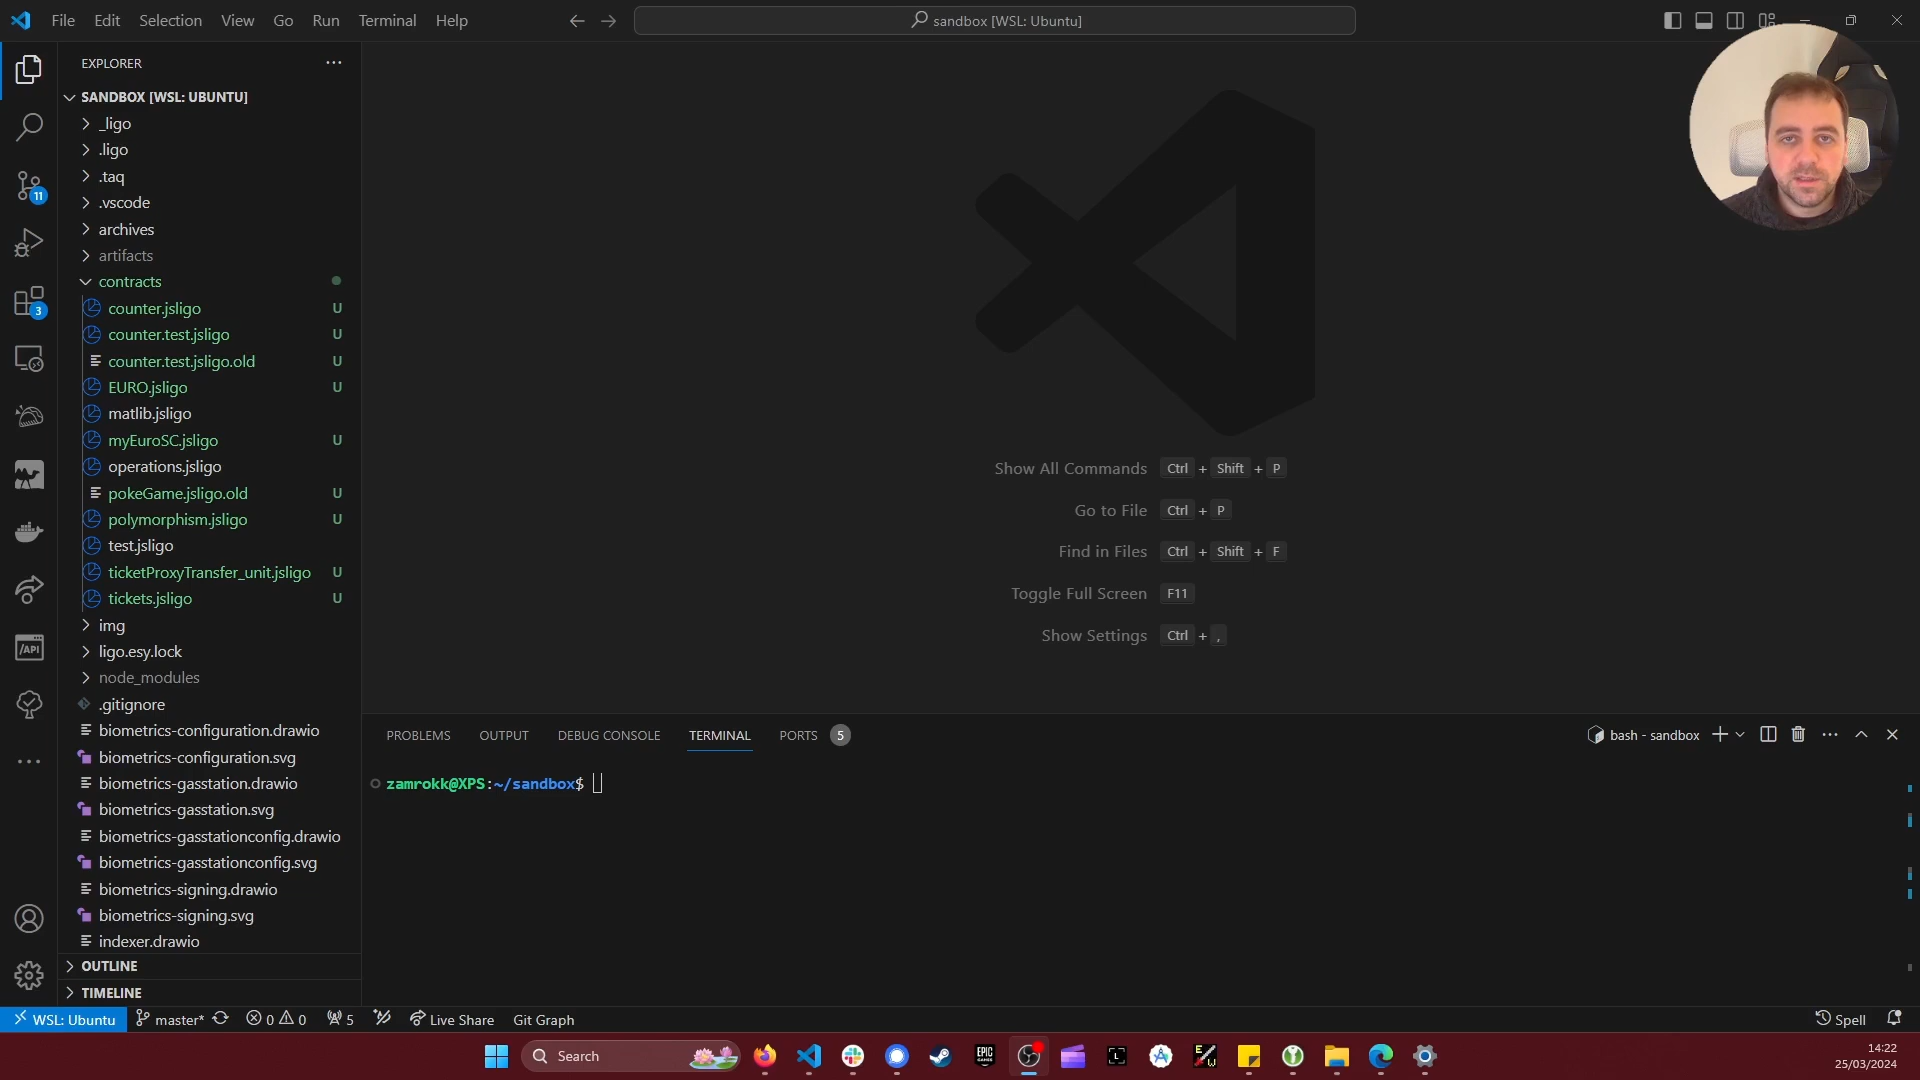 File Edit Selection View Go Run Terminal Help
sandbox [WSL: Ubuntu]
EXPLORER
SANDBOX [WSL: UBUNTU]
_ligo
.ligo
.taq
.vscode
archives
artifacts
contracts
counter.jsligo U
counter.test.jsligo U
counter.test.jsligo.old U
EURO.jsligo U
matlib.jsligo
myEuroSC.jsligo U
operations.jsligo
pokeGame.jsligo.old U
polymorphism.jsligo U
test.jsligo
ticketProxyTransfer_unit.jsligo U
tickets.jsligo U
img
ligo.esy.lock
node_modules
.gitignore
biometrics-configuration.drawio
biometrics-configuration.svg
biometrics-gasstation.drawio
biometrics-gasstation.svg
biometrics-gasstationconfig.drawio
biometrics-gasstationconfig.svg
biometrics-signing.drawio
biometrics-signing.svg
indexer.drawio
OUTLINE
TIMELINE
11
3
/API
Show All Commands Ctrl + Shift + P
Go to File Ctrl + P
Find in Files Ctrl + Shift + F
Toggle Full Screen F11
Show Settings Ctrl + ,
PROBLEMS OUTPUT DEBUG CONSOLE TERMINAL PORTS 5
bash - sandbox
zamrokk@XPS:~/sandbox$
WSL: Ubuntu master* 0 0 5 Live Share Git Graph Spell
Search
EPIC GAMES
L
14:22
25/03/2024